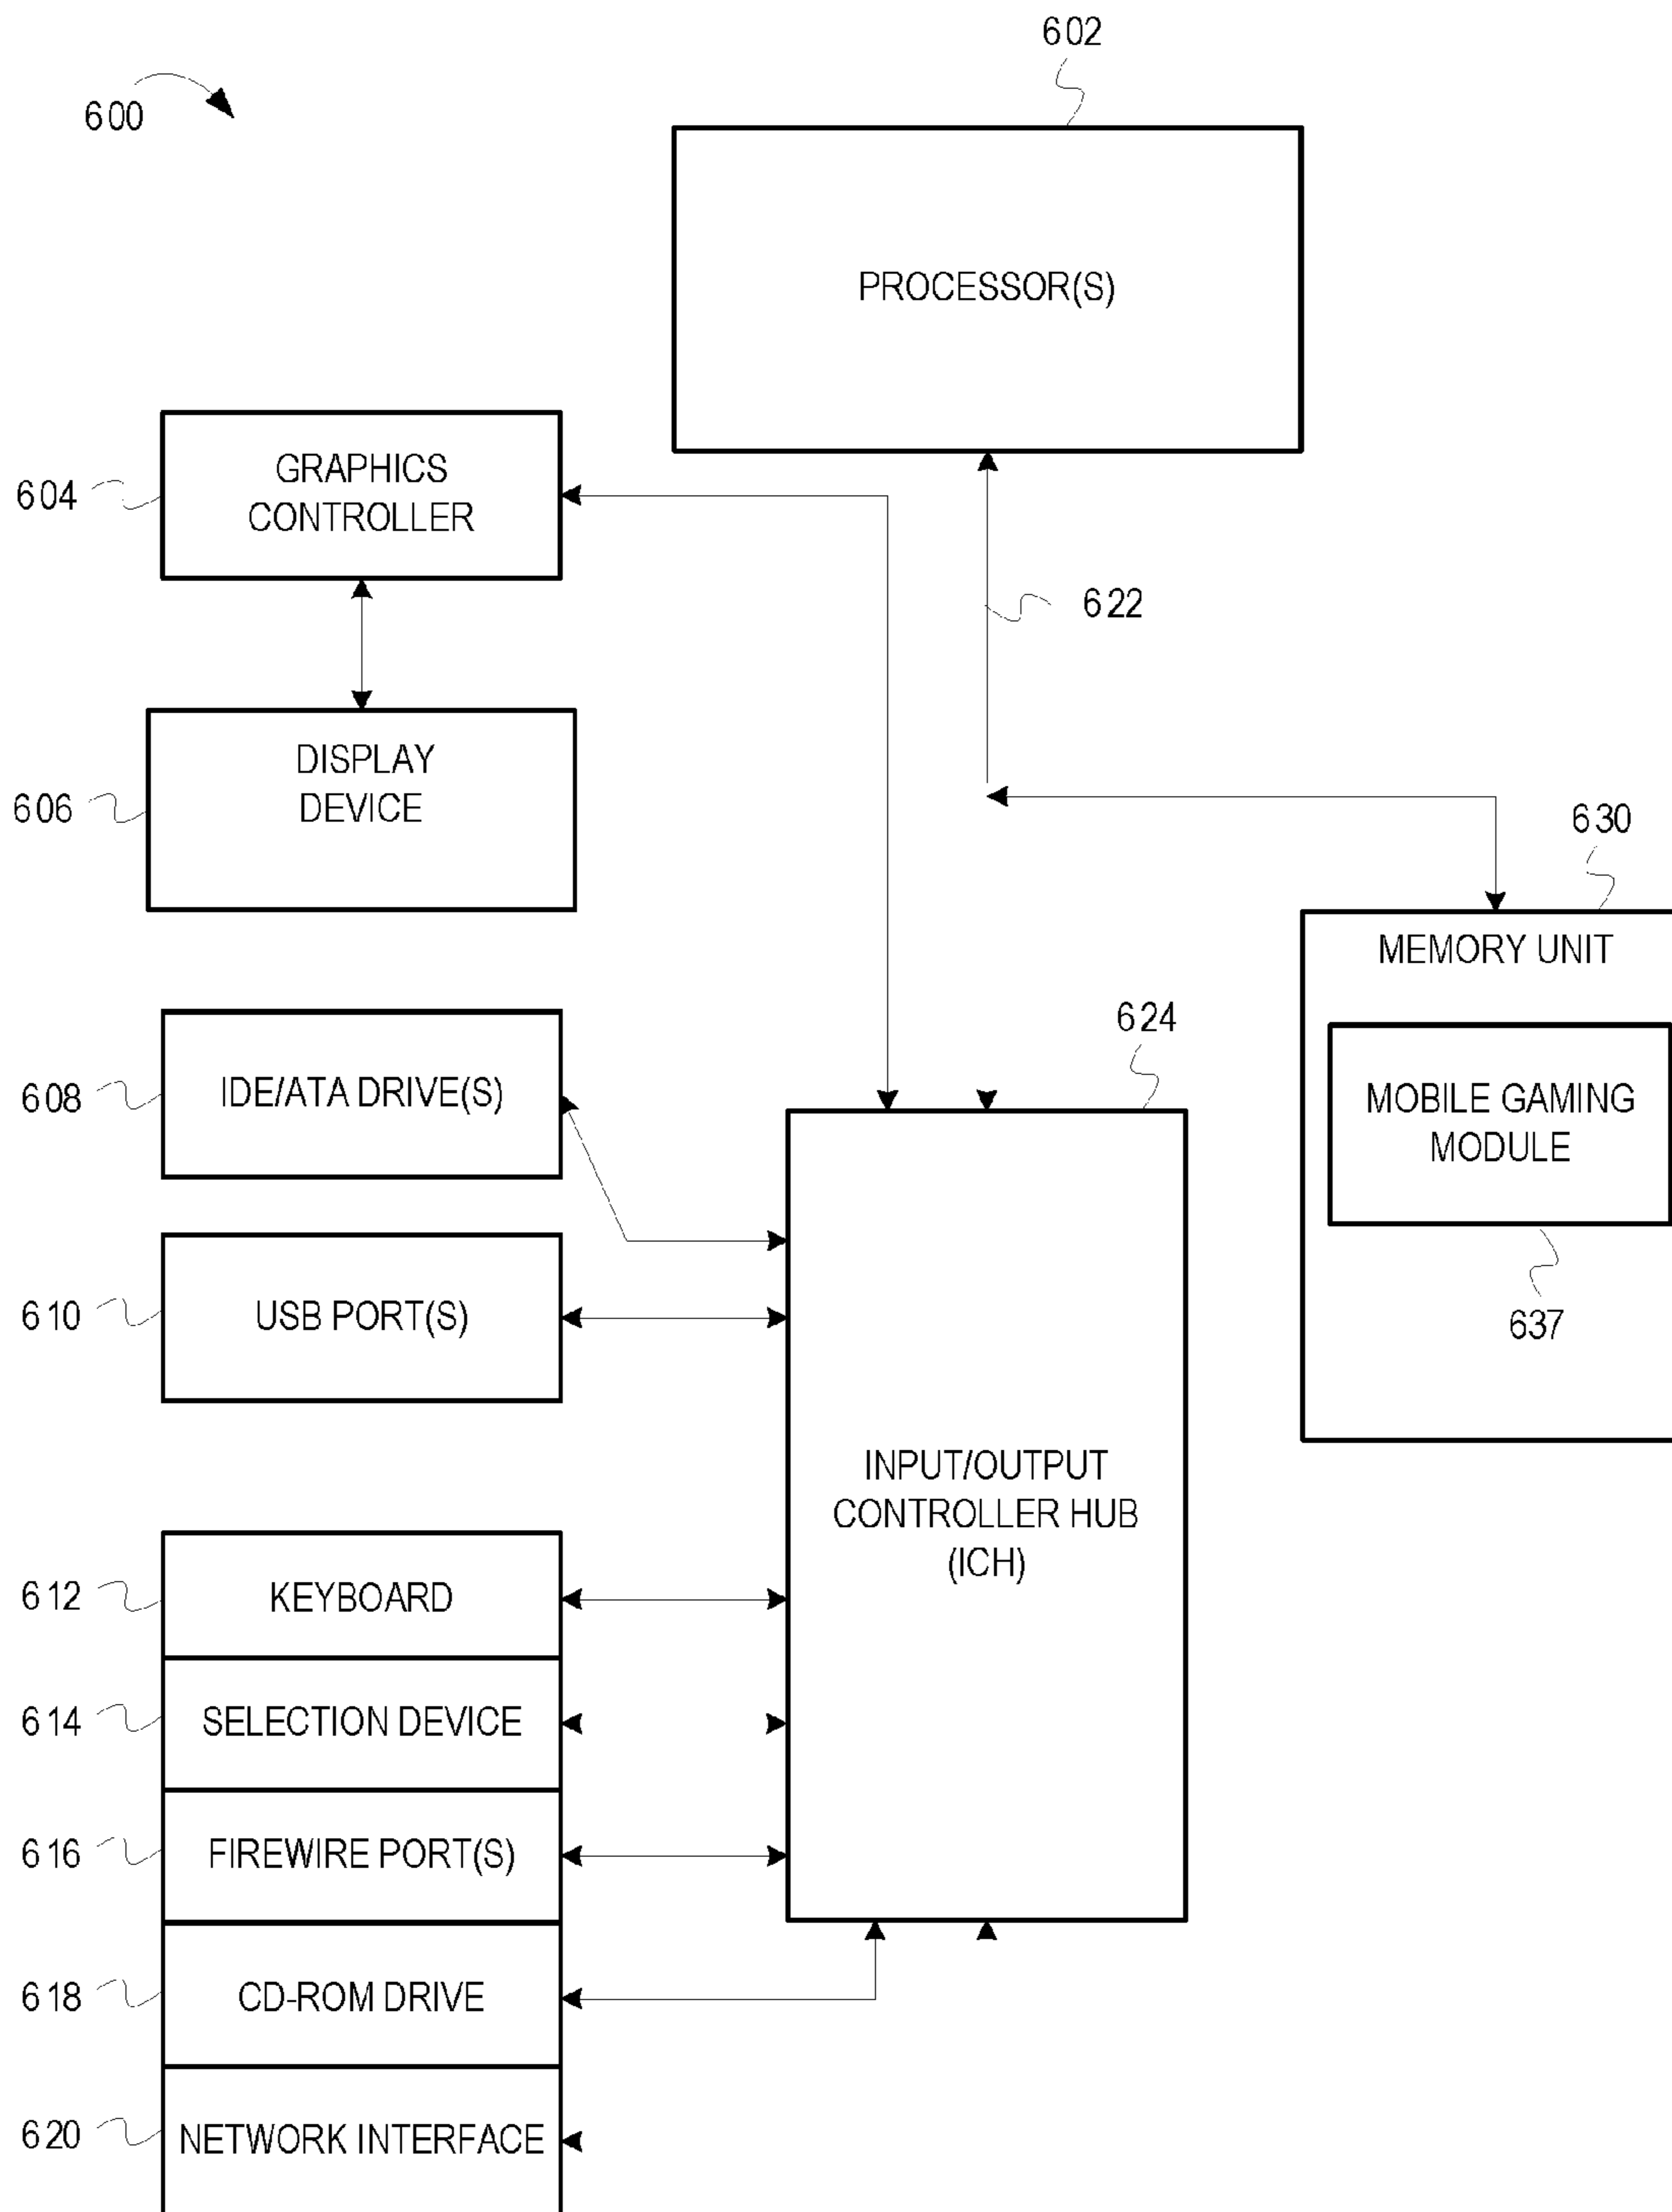 602
600
PROCESSOR(S)
GRAPHICS
CONTROLLER
604
622
DISPLAY
DEVICE
606
630
MEMORY UNIT
624
IDE/ATA DRIVE(S)
608
MOBILE GAMING
MODULE
USB PORT(S)
610
637
INPUT/OUTPUT
CONTROLLER HUB
(ICH)
KEYBOARD
612
SELECTION DEVICE
614
FIREWIRE PORT(S)
616
CD-ROM DRIVE
618
NETWORK INTERFACE
620